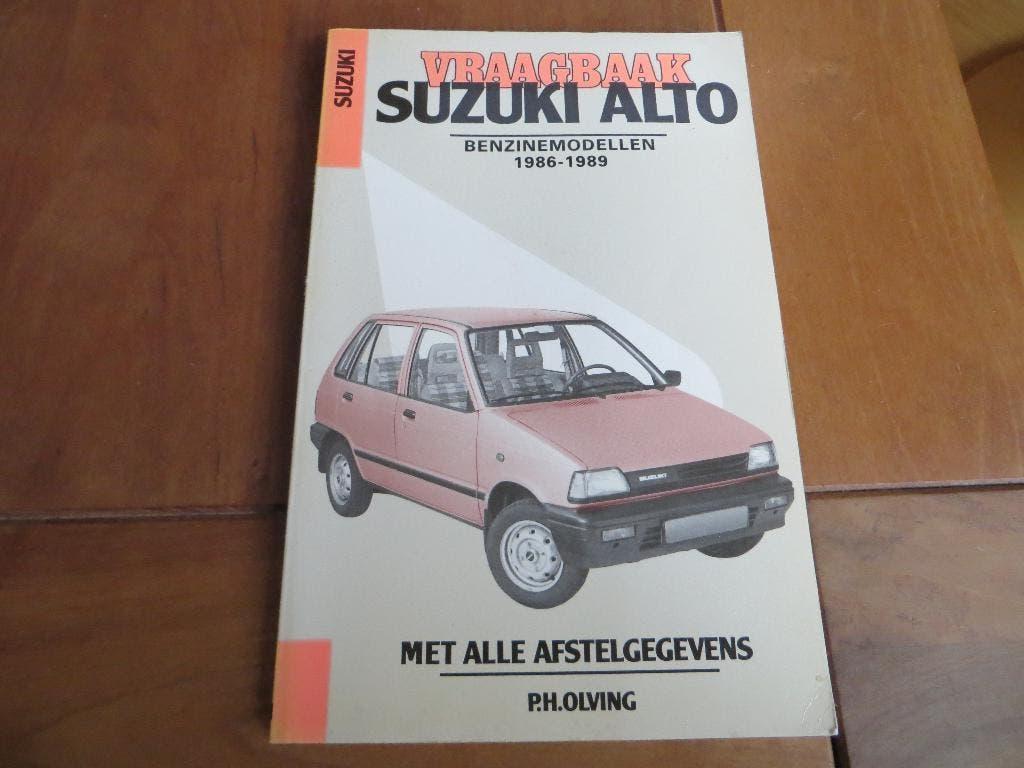 SUZUKI
VRAAGBAAK
SUZUKI ALTO
BENZINEMODELLEN
1986-1989
SUZUKI
MET ALLE AFSTELGEGEVENS
P.H.OLVING